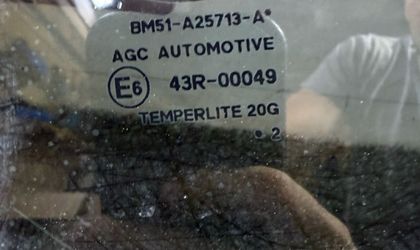 BM51-A25713-A•
AGC AUTOMOTIVE
E6 43R-00049
TEMPERLITE 20G
• 2